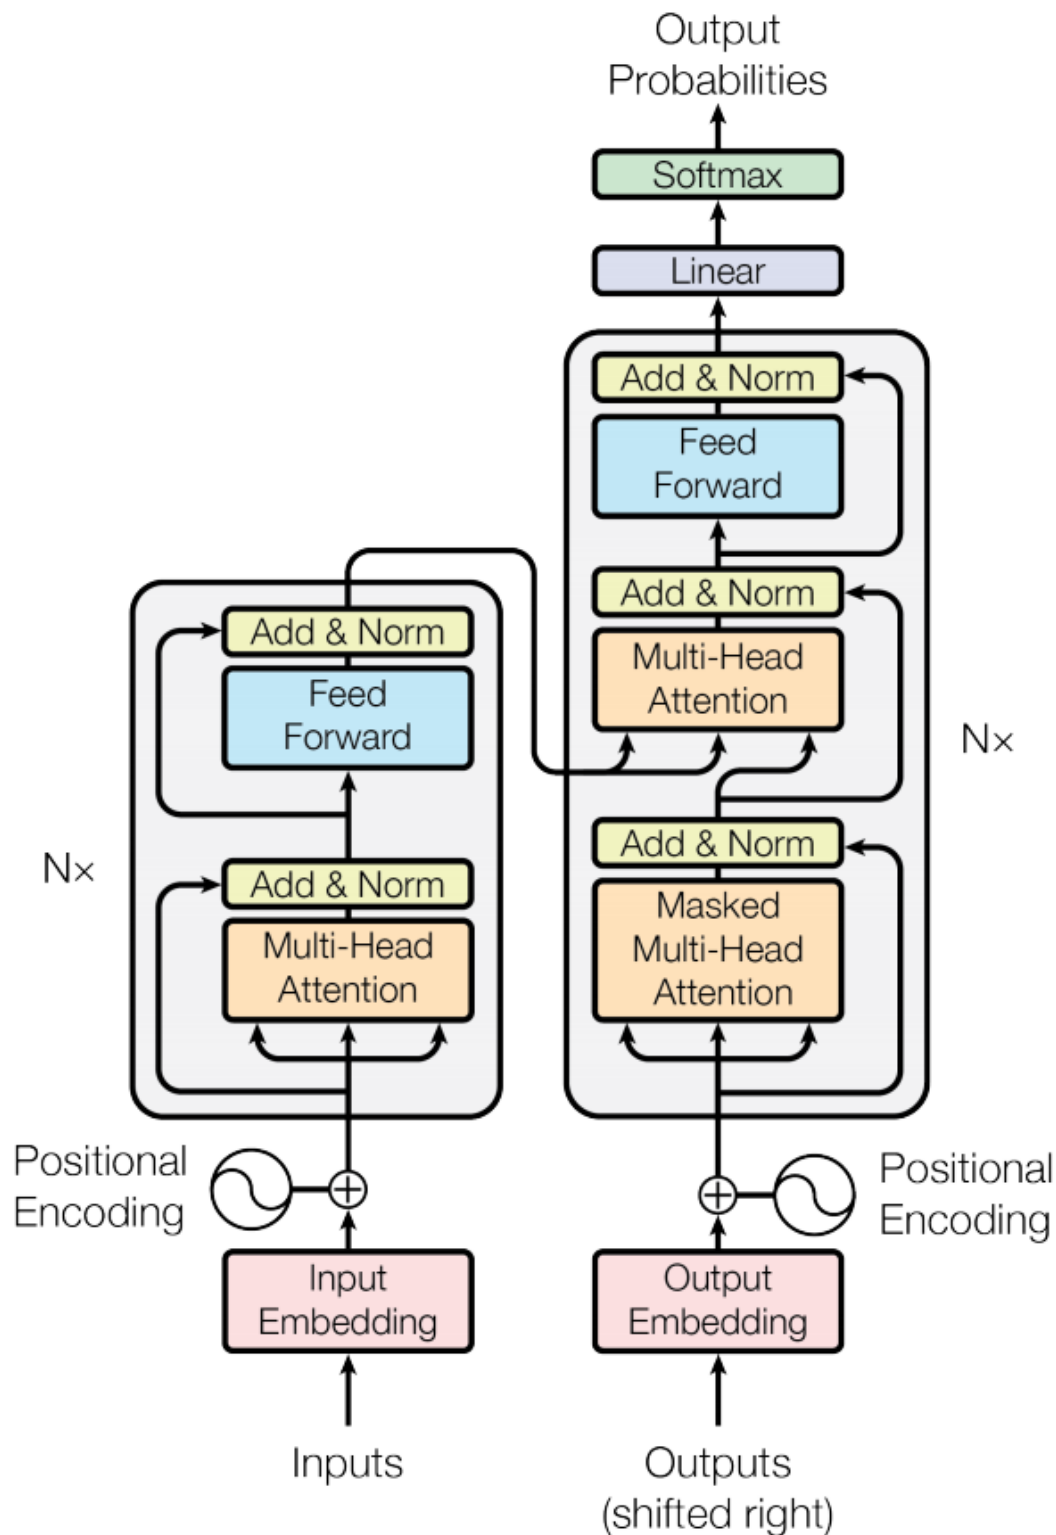 Output
Probabilities
Softmax
Linear
Add & Norm
Feed
Forward
Add & Norm
Multi-Head
Attention
N×
Add & Norm
Masked
Multi-Head
Attention
Add & Norm
Feed
Forward
N×
Add & Norm
Multi-Head
Attention
Positional
Encoding
Positional
Encoding
Input
Embedding
Output
Embedding
Inputs
Outputs
(shifted right)